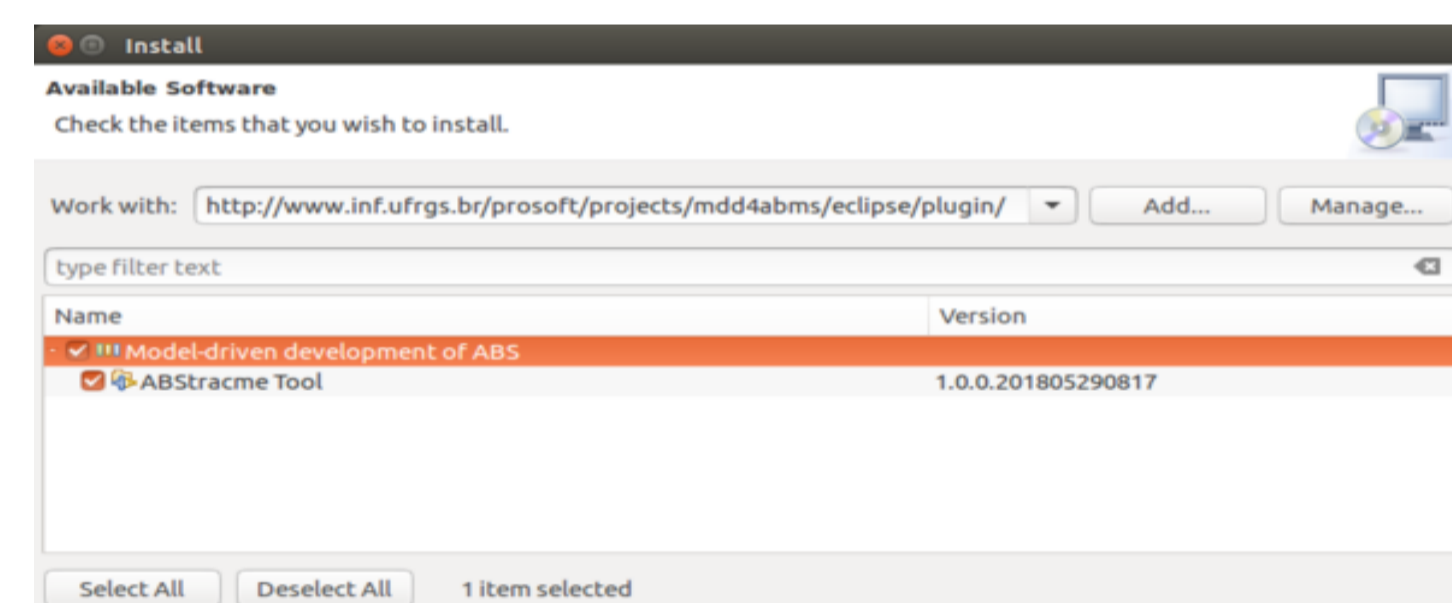 Install
Available Software
Check the items that you wish to install.
Work with: http://www.inf.ufrgs.br/prosoft/projects/mdd4abms/eclipse/plugin/ Add... Manage...
type filter text
Name Version
Model-driven development of ABS
ABStracme Tool 1.0.0.201805290817
Select All Deselect All 1 item selected